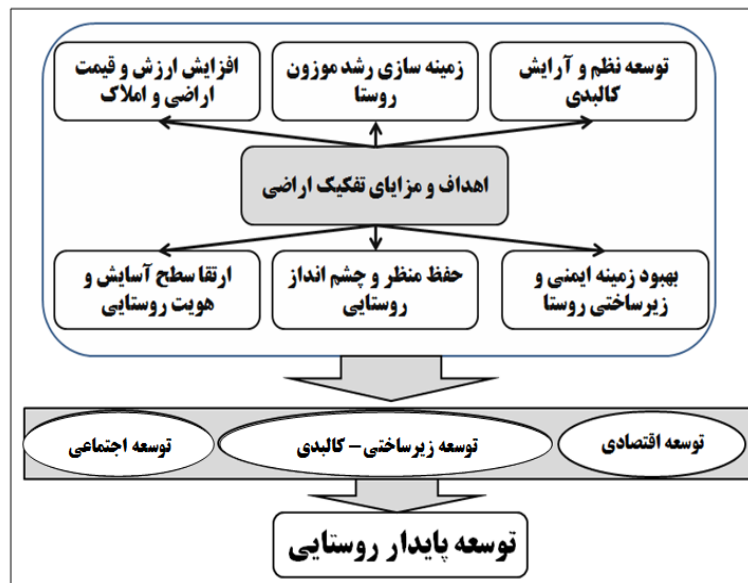 توسعه نظم و آرایش
کالبدی
زمینه سازی رشد موزون
روستا
افزایش ارزش و قیمت
اراضی و املاک
اهداف و مزایای تفکیک اراضی
بهبود زمینه ایمنی و
زیرساختی روستا
حفظ منظر و چشم انداز
روستایی
ارتقا سطح آسایش و
هویت روستایی
توسعه اقتصادی
توسعه زیرساختی- کالبدی
توسعه اجتماعی
توسعه پایدار روستایی